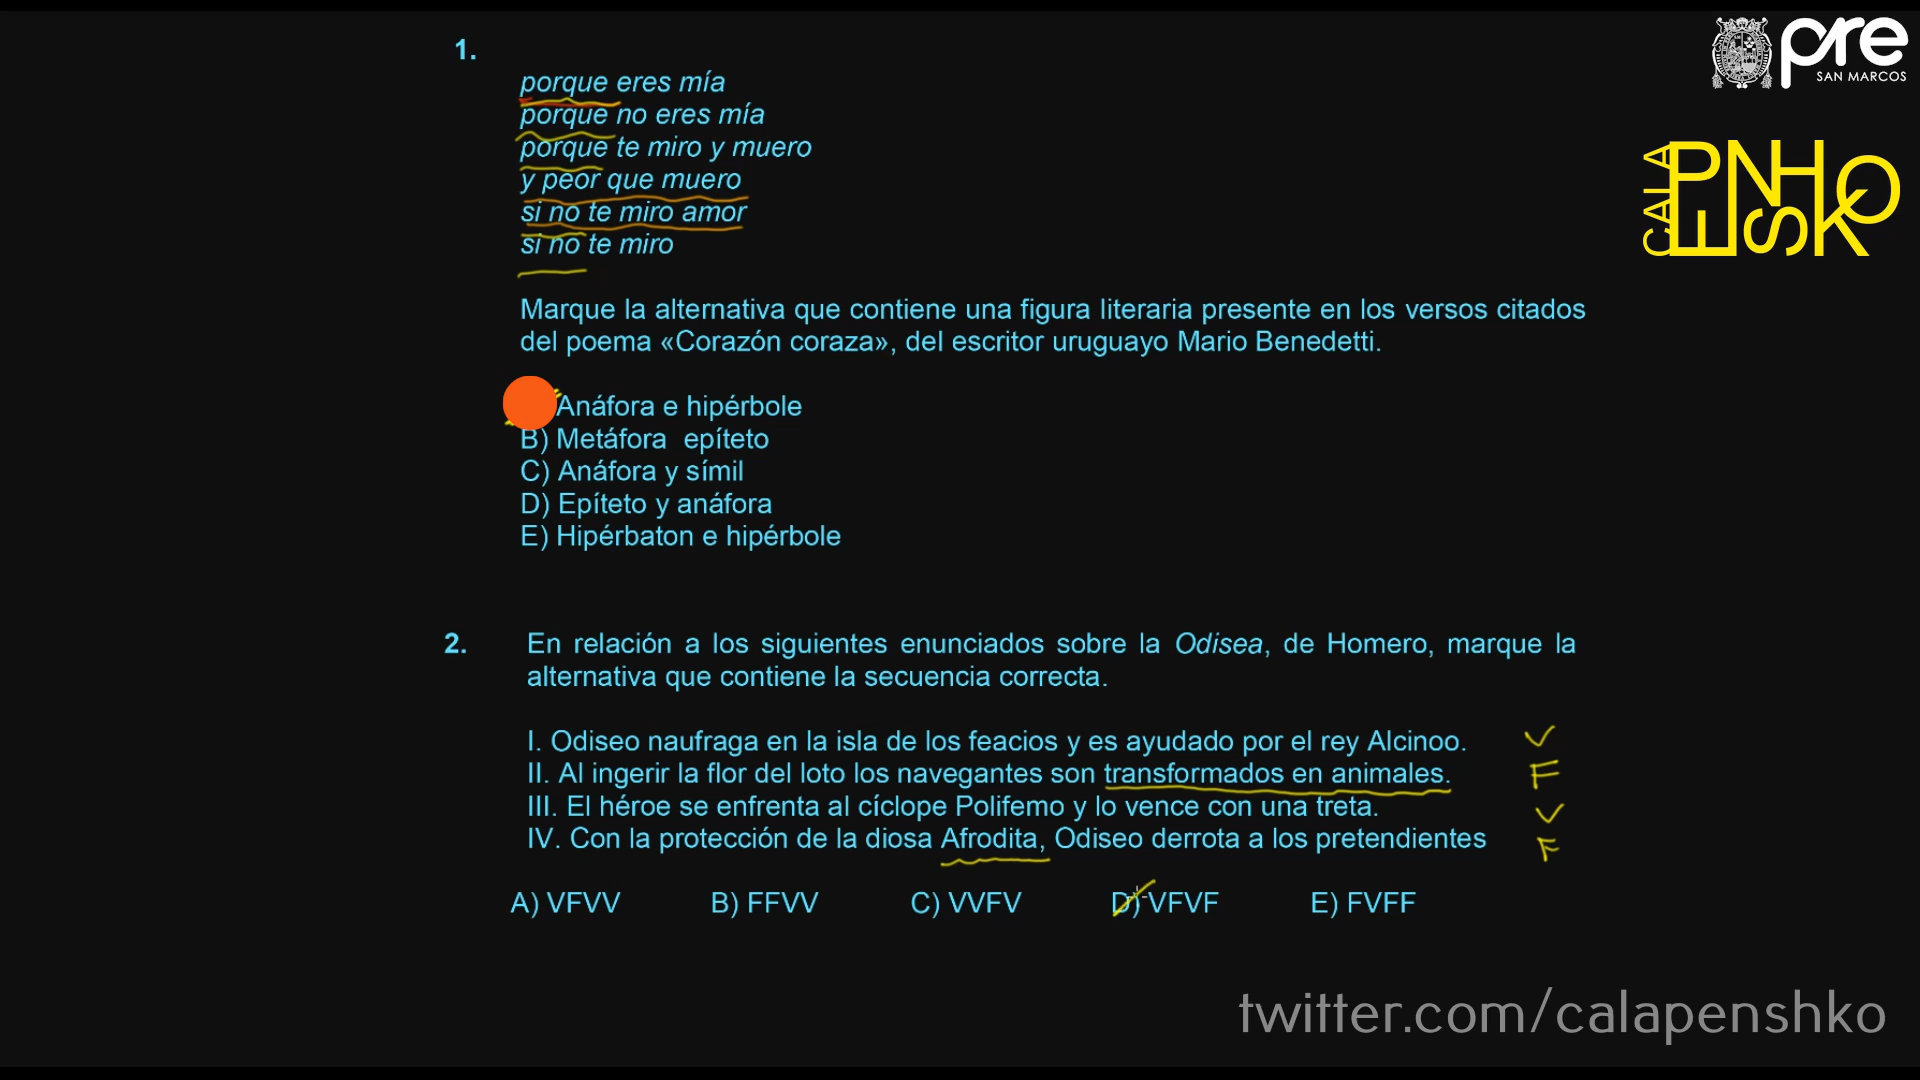 1.
porque eres mía
porque no eres mía
porque te miro y muero
y peor que muero
si no te miro amor
si no te miro
Marque la alternativa que contiene una figura literaria presente en los versos citados
del poema «Corazón coraza», del escritor uruguayo Mario Benedetti.
Anáfora e hipérbole
B) Metáfora epíteto
C) Anáfora y símil
D) Epíteto y anáfora
E) Hipérbaton e hipérbole
2. En relación a los siguientes enunciados sobre la Odisea, de Homero, marque la
alternativa que contiene la secuencia correcta.
I. Odiseo naufraga en la isla de los feacios y es ayudado por el rey Alcinoo. V
II. Al ingerir la flor del loto los navegantes son transformados en animales. F
III. El héroe se enfrenta al cíclope Polifemo y lo vence con una treta. V
IV. Con la protección de la diosa Afrodita, Odiseo derrota a los pretendientes F
A) VFVV B) FFVV C) VVFV D) VFVF E) FVFF
pre
SAN MARCOS
CALA PENSHKO
twitter.com/calapenshko